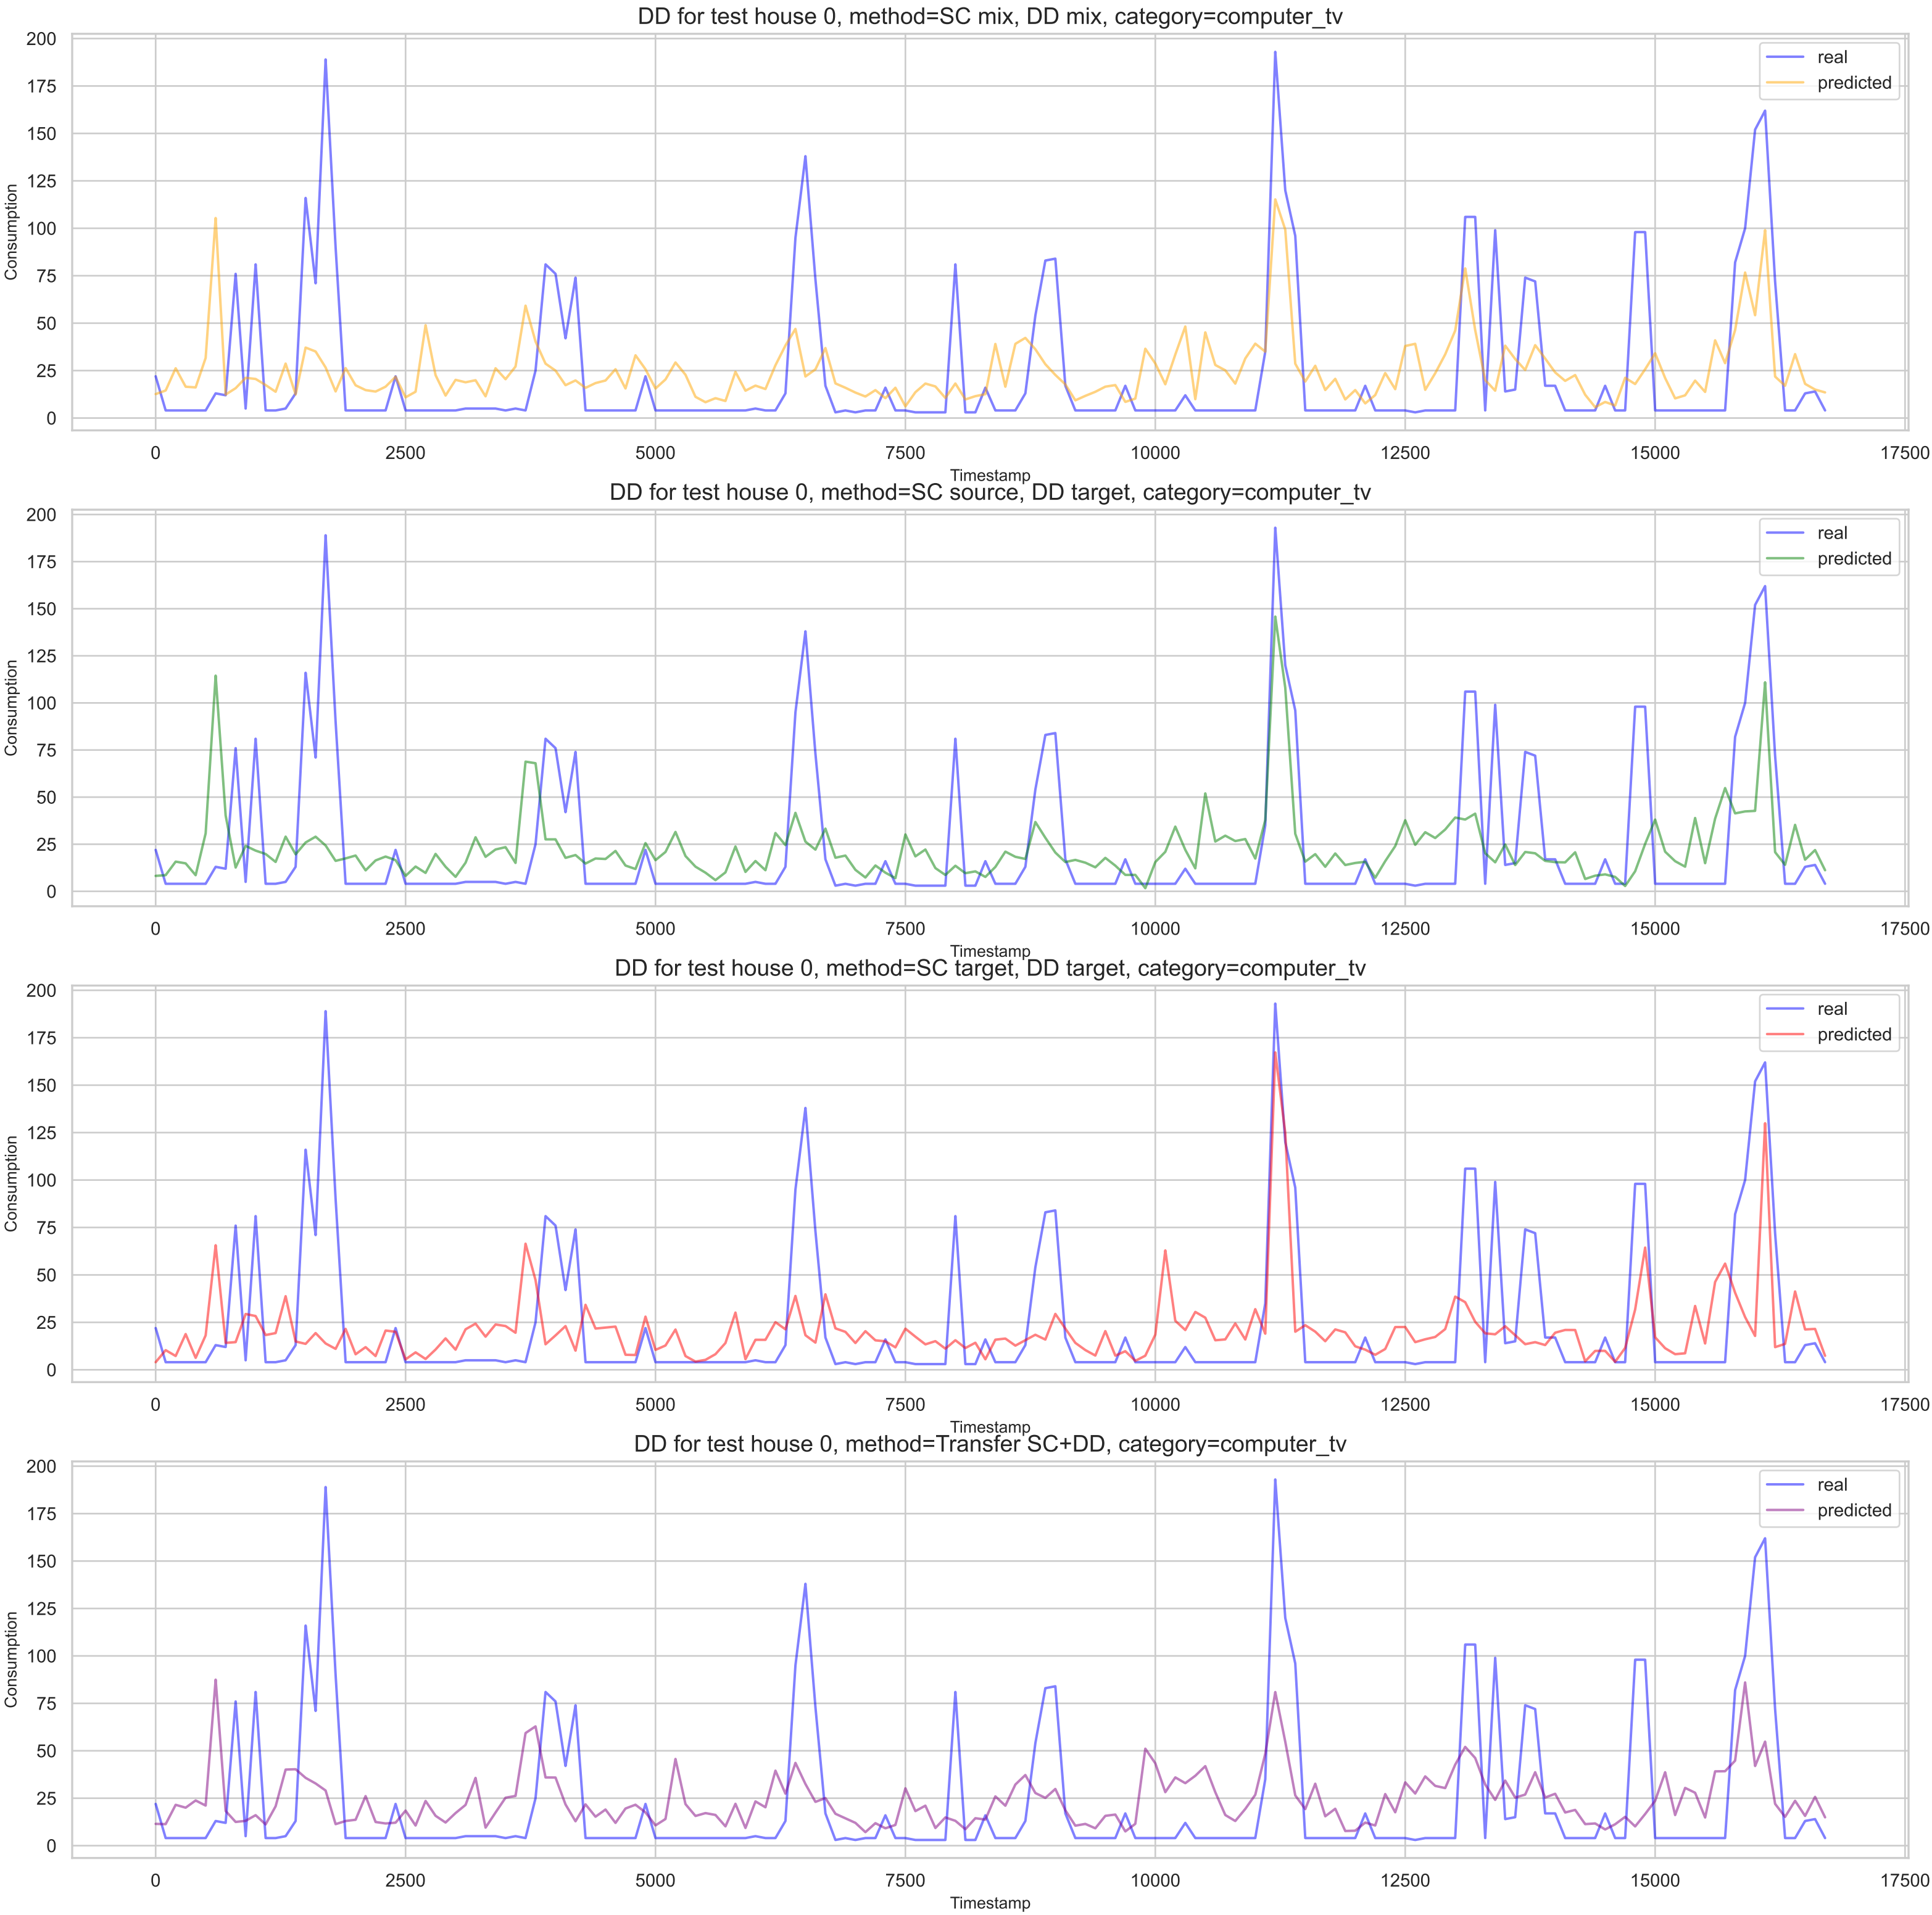 DD for test house 0, method=SC mix, DD mix, category=computer_tv
200
175
150
125
100
75
50
25
0
Consumption
real
predicted
0 2500 5000 7500 10000 12500 15000 17500
Timestamp
DD for test house 0, method=SC source, DD target, category=computer_tv
200
175
150
125
100
75
50
25
0
Consumption
real
predicted
0 2500 5000 7500 10000 12500 15000 17500
Timestamp
DD for test house 0, method=SC target, DD target, category=computer_tv
200
175
150
125
100
75
50
25
0
Consumption
real
predicted
0 2500 5000 7500 10000 12500 15000 17500
Timestamp
DD for test house 0, method=Transfer SC+DD, category=computer_tv
200
175
150
125
100
75
50
25
0
Consumption
real
predicted
0 2500 5000 7500 10000 12500 15000 17500
Timestamp